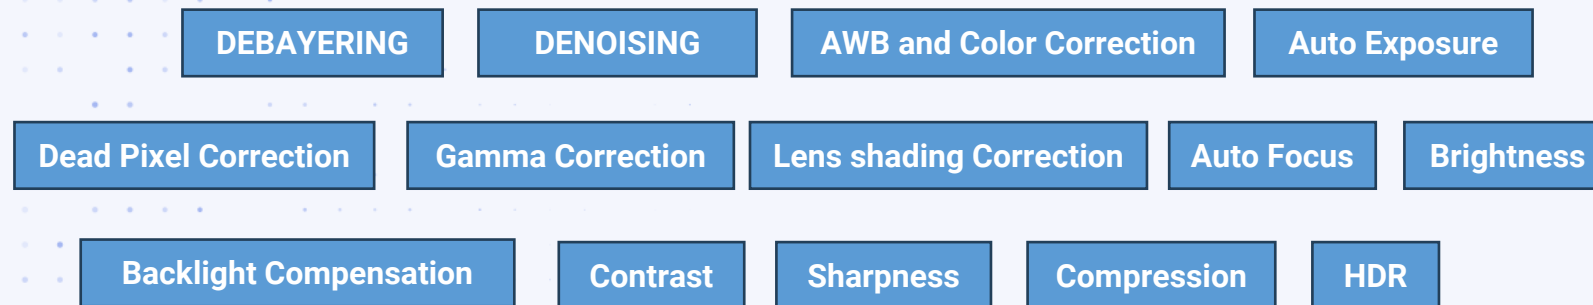 DEBAYERING
DENOISING
AWB and Color Correction
Auto Exposure
Dead Pixel Correction
Gamma Correction
Lens shading Correction
Auto Focus
Brightness
Backlight Compensation
Contrast
Sharpness
Compression
HDR